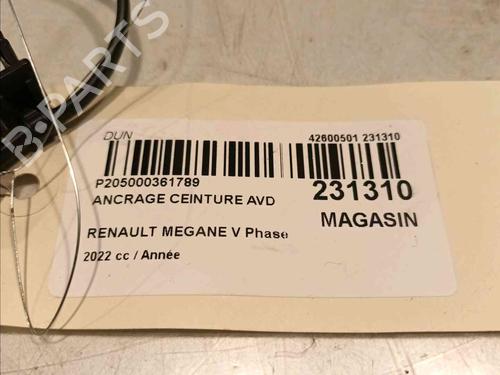 DUN
42600501 231310
P205000361789
231310
ANCRAGE CEINTURE AVD
MAGASIN
RENAULT MEGANE V Phase
2022 cc / Année
B-PARTS